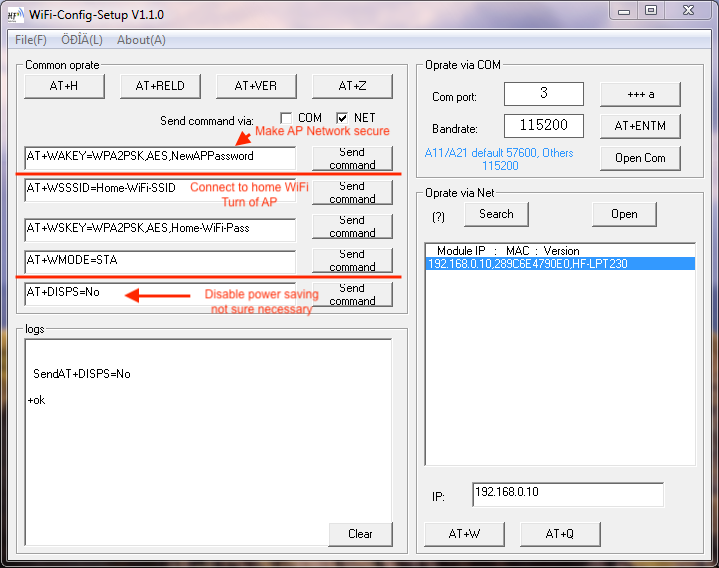 HF WiFi-Config-Setup V1.1.0
File(F) ÖÐÎÄ(L) About(A)
Common oprate
AT+H AT+RELD AT+VER AT+Z
Send command via: COM NET
Make AP Network secure
AT+WAKEY=WPA2PSK,AES,NewAPPassword
Send command
AT+WSSSID=Home-WiFi-SSID
Connect to home WiFi
Turn of AP
Send command
AT+WSKEY=WPA2PSK,AES,Home-WiFi-Pass
Send command
AT+WMODE=STA
Send command
AT+DISPS=No
Disable power saving
not sure necessary
Send command
logs
SendAT+DISPS=No
+ok
Clear
Oprate via COM
Com port: 3 +++ a
Bandrate: 115200 AT+ENTM
A11/A21 default 57600, Others
115200
Open Com
Oprate via Net
(?) Search Open
Module IP : MAC : Version
192.168.0.10,289C6E4790E0,HF-LPT230
IP: 192.168.0.10
AT+W AT+Q